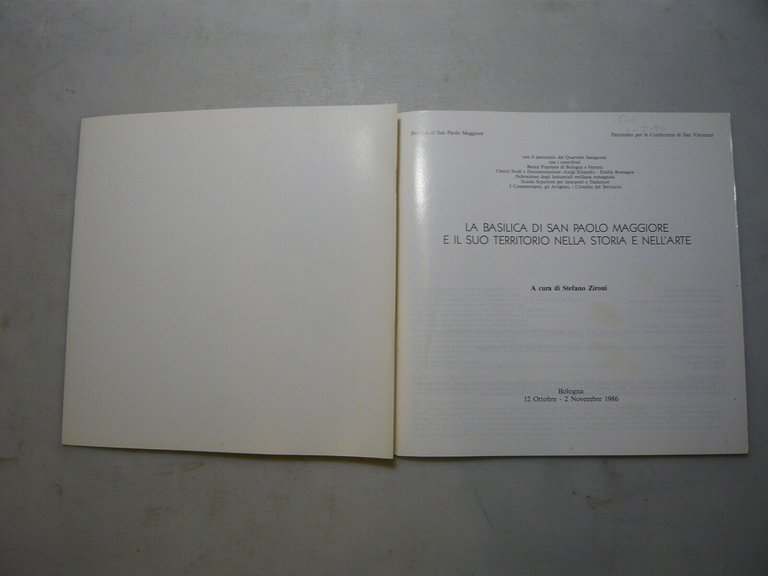 Basilica di San Paolo Maggiore
Patronato per le Conferenze di San Vincenzo
con il patrocinio del Quartiere Saragozza
con i contributi
Banca Popolare di Bologna e Ferrara
Centro Studi e Documentazione «Luigi Einaudi» - Emilia Romagna
Federazione degli Industriali emiliana romagnola
Scuola Superiore per Interpreti e Traduttori
I Commercianti, gli Artigiani, i Cittadini del Territorio
LA BASILICA DI SAN PAOLO MAGGIORE
E IL SUO TERRITORIO NELLA STORIA E NELL'ARTE
A cura di Stefano Zironi
Bologna
12 Ottobre - 2 Novembre 1986